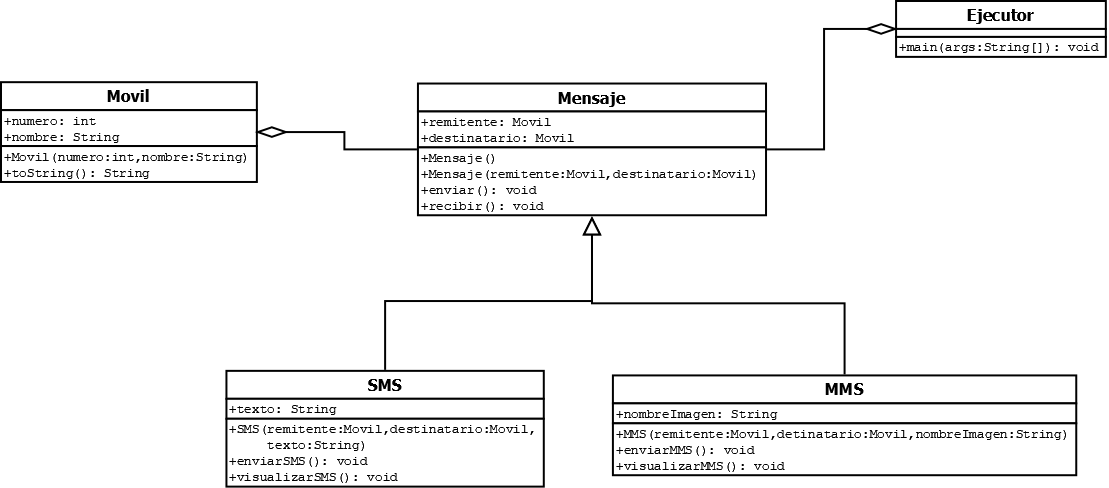 Ejecutor
+main(args:String[]): void
Movil
+numero: int
+nombre: String
+Movil(numero:int,nombre:String)
+toString(): String
Mensaje
+remitente: Movil
+destinatario: Movil
+Mensaje()
+Mensaje(remitente:Movil,destinatario:Movil)
+enviar(): void
+recibir(): void
SMS
+texto: String
+SMS(remitente:Movil,destinatario:Movil,
texto:String)
+enviarSMS(): void
+visualizarSMS(): void
MMS
+nombreImagen: String
+MMS(remitente:Movil,detinatario:Movil,nombreImagen:String)
+enviarMMS(): void
+visualizarMMS(): void